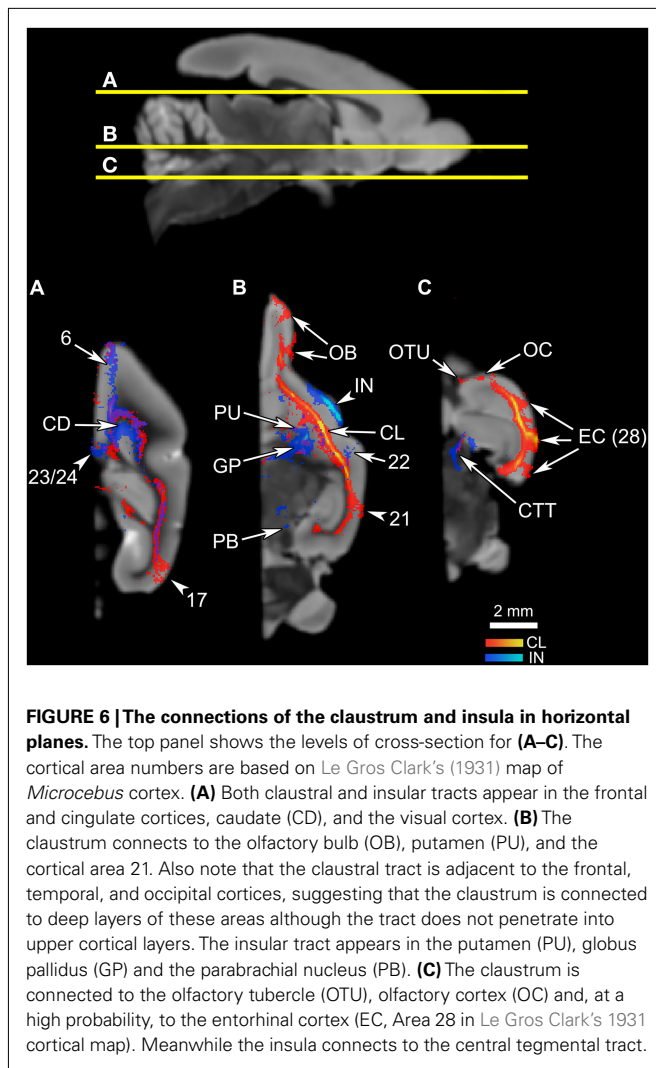 A
B
C
A
B
C
6
CD
23/24
17
OB
IN
PU
CL
GP
22
PB
21
OTU
OC
EC (28)
CTT
2 mm
CL
IN
FIGURE 6 | The connections of the claustrum and insula in horizontal
planes. The top panel shows the levels of cross-section for (A–C). The
cortical area numbers are based on Le Gros Clark's (1931) map of
Microcebus cortex. (A) Both claustral and insular tracts appear in the frontal
and cingulate cortices, caudate (CD), and the visual cortex. (B) The
claustrum connects to the olfactory bulb (OB), putamen (PU), and the
cortical area 21. Also note that the claustral tract is adjacent to the frontal,
temporal, and occipital cortices, suggesting that the claustrum is connected
to deep layers of these areas although the tract does not penetrate into
upper cortical layers. The insular tract appears in the putamen (PU), globus
pallidus (GP) and the parabrachial nucleus (PB). (C) The claustrum is
connected to the olfactory tubercle (OTU), olfactory cortex (OC) and, at a
high probability, to the entorhinal cortex (EC, Area 28 in Le Gros Clark's 1931
cortical map). Meanwhile the insula connects to the central tegmental tract.